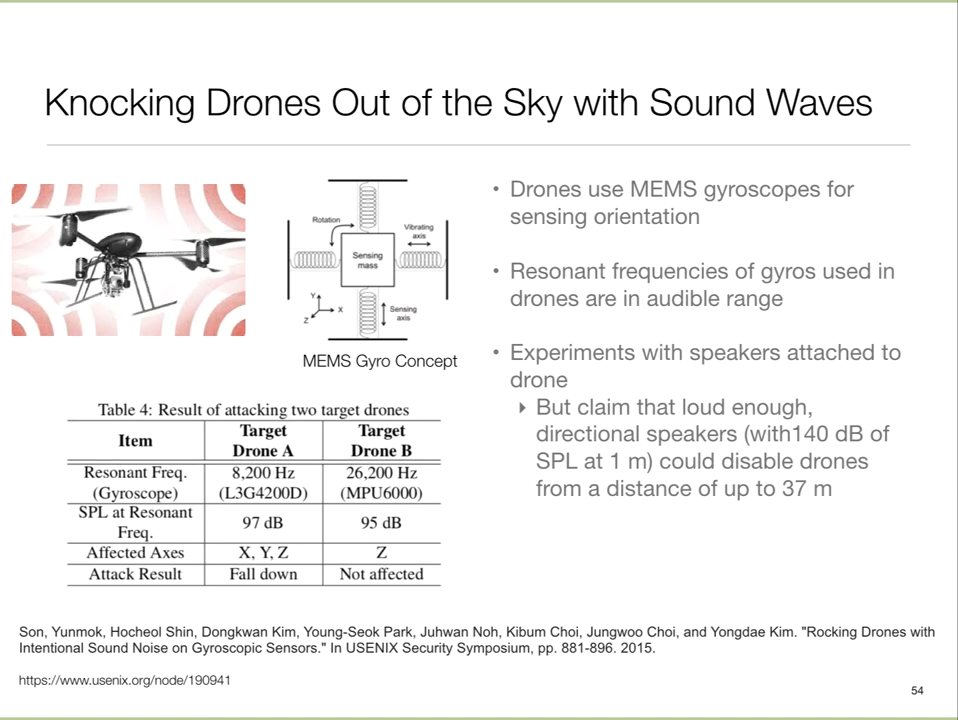 Knocking Drones Out of the Sky with Sound Waves
Rotation
Vibrating
axis
Sensing
mass
Y
X
Z
Sensing
axis
MEMS Gyro Concept
• Drones use MEMS gyroscopes for
sensing orientation
• Resonant frequencies of gyros used in
drones are in audible range
• Experiments with speakers attached to
drone
‣ But claim that loud enough,
directional speakers (with140 dB of
SPL at 1 m) could disable drones
from a distance of up to 37 m
Table 4: Result of attacking two target drones
Item | Target Drone A | Target Drone B
Resonant Freq. (Gyroscope) | 8,200 Hz (L3G4200D) | 26,200 Hz (MPU6000)
SPL at Resonant Freq. | 97 dB | 95 dB
Affected Axes | X, Y, Z | Z
Attack Result | Fall down | Not affected
Son, Yunmok, Hocheol Shin, Dongkwan Kim, Young-Seok Park, Juhwan Noh, Kibum Choi, Jungwoo Choi, and Yongdae Kim. "Rocking Drones with
Intentional Sound Noise on Gyroscopic Sensors." In USENIX Security Symposium, pp. 881-896. 2015.
https://www.usenix.org/node/190941
54